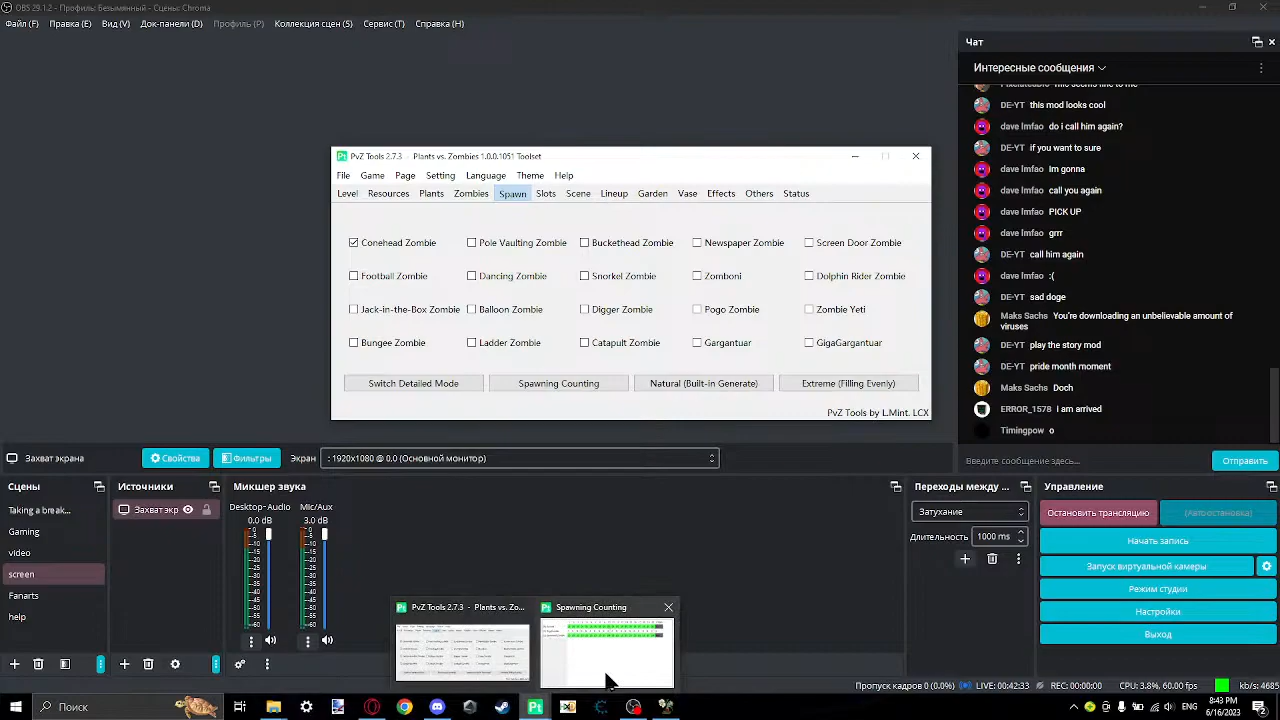 OBS 29.1.2 - Профиль: Безымянный - Сцены: Chroma
Файл (F) Правка (E) Вид (V) Док-панели (D) Профиль (P) Коллекция сцен (S) Сервис (T) Справка (H)
Чат
Интересные сообщения
DE-YT this mod looks cool
dave lmfao do i call him again?
DE-YT if you want to sure
dave lmfao Im gonna
dave lmfao call you again
dave lmfao PICK UP
dave lmfao grrr
DE-YT call him again
dave lmfao :(
DE-YT sad doge
Maks Sachs You're downloading an unbelievable amount of
viruses
DE-YT play the story mod
DE-YT pride month moment
Maks Sachs Doch
ERROR_1578 i am arrived
Timingpow o
Введите сообщение здесь...
Отправить
PvZ Tools 2.7.3 - Plants vs. Zombies 1.0.0.1051 Toolset
File Game Page Setting Language Theme Help
Level Resources Plants Zombies Spawn Slots Scene Lineup Garden Vase Effects Others Status
Conehead Zombie Pole Vaulting Zombie Buckethead Zombie Newspaper Zombie Screen Door Zombie
Football Zombie Dancing Zombie Snorkel Zombie Zomboni Dolphin Rider Zombie
Jack-in-the-Box Zombie Balloon Zombie Digger Zombie Pogo Zombie Zombie Yeti
Bungee Zombie Ladder Zombie Catapult Zombie Gargantuar GigaGargantuar
Switch Detailed Mode Spawning Counting Natural (Built-in Generate) Extreme (Filling Evenly)
PvZ Tools by L.Mint. LCX
Захват экрана Свойства Фильтры Экран : 1920x1080 @ 0.0 (Основной монитор)
Сцены
Taking a break...
Gaming
video
screen
Fanarts
Источники
Захват экр
Микшер звука
Desktop-Audio Mic/Aux
0.0 dB
Переходы между ...
Затухание
Длительность 1000 ms
Управление
Остановить трансляцию (Автоостановка)
Начать запись
Запуск виртуальной камеры
Режим студии
Настройки
Выход
PvZ Tools 2.7.3 - Plants vs. Zo...
Spawning Counting
Пропуск кадров 0 (0.0%) LIVE: 00:42:33 REC: 00:00:00 kb/s: 4685
Поиск
8:43 PM
6/16/2023